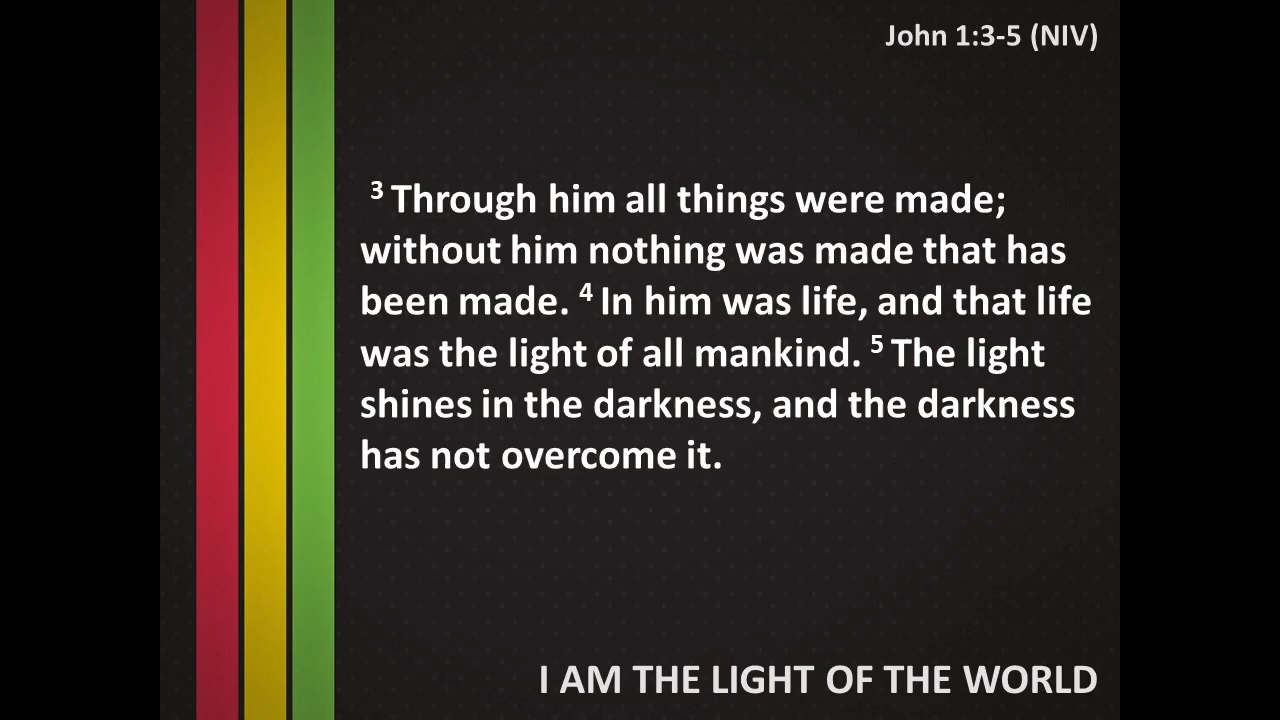 John 1:3-5 (NIV)
3 Through him all things were made;
without him nothing was made that has
been made. 4 In him was life, and that life
was the light of all mankind. 5 The light
shines in the darkness, and the darkness
has not overcome it.
I AM THE LIGHT OF THE WORLD